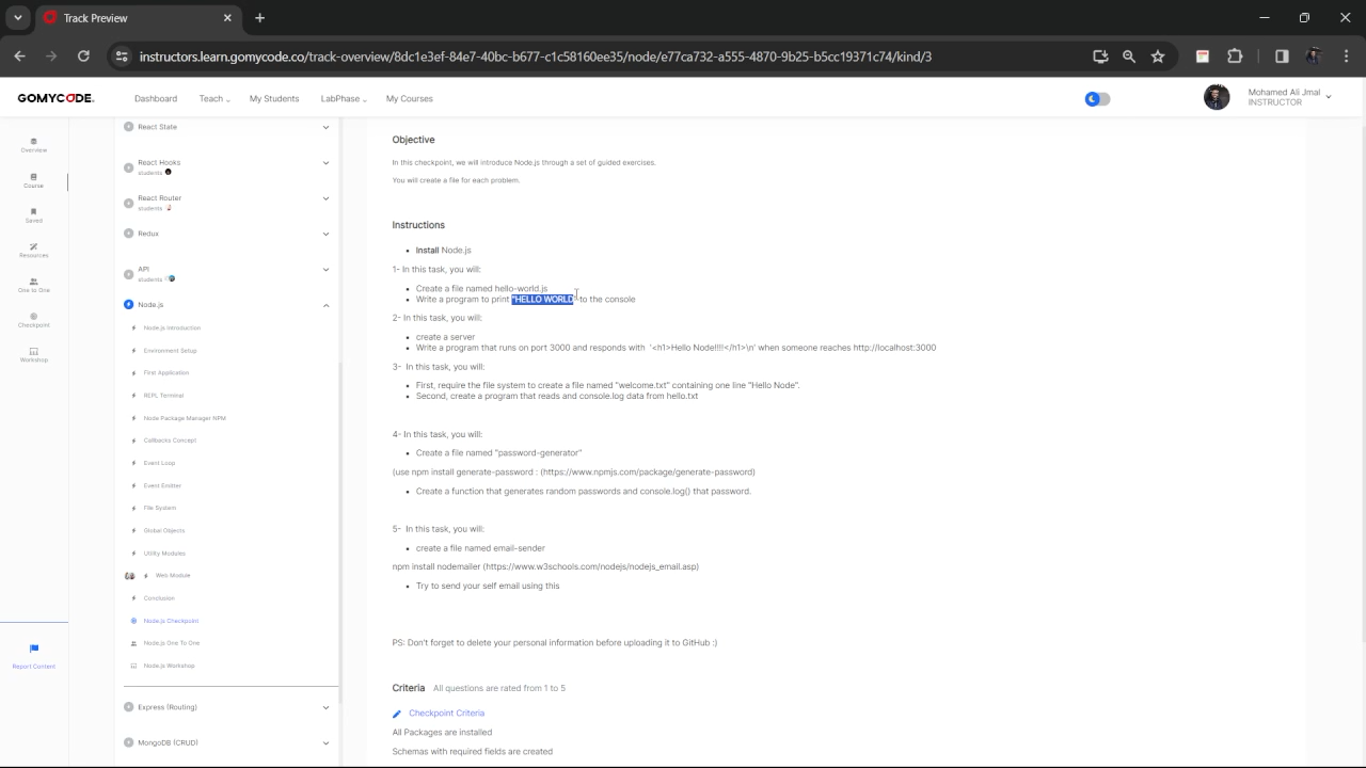 Track Preview
instructors.learn.gomycode.co/track-overview/8dc1e3ef-84e7-40bc-b677-c1c58160ee35/node/e77ca732-a555-4870-9b25-b5cc19371c74/kind/3
GOMYCODE.
Dashboard
Teach
My Students
LabPhase
My Courses
Mohamed Ali Jmal
INSTRUCTOR
Overview
Course
Saved
Resources
One to One
Checkpoint
Workshop
Report Content
React State
React Hooks
students
React Router
students
Redux
API
students
Node.js
Node.js Introduction
Environment Setup
First Application
REPL Terminal
Node Package Manager NPM
Callbacks Concept
Event Loop
Event Emitter
File System
Global Objects
Utility Modules
Web Module
Conclusion
Node.js Checkpoint
Node.js One To One
Node.js Workshop
Express (Routing)
MongoDB (CRUD)
Objective
In this checkpoint, we will introduce Node.js through a set of guided exercises.
You will create a file for each problem.
Instructions
• Install Node.js
1- In this task, you will:
• Create a file named hello-world.js
• Write a program to print "HELLO WORLD" to the console
2- In this task, you will:
• create a server
• Write a program that runs on port 3000 and responds with '<h1>Hello Node!!!!</h1>\n' when someone reaches http://localhost:3000
3- In this task, you will:
• First, require the file system to create a file named "welcome.txt" containing one line "Hello Node".
• Second, create a program that reads and console.log data from hello.txt
4- In this task, you will:
• Create a file named "password-generator"
(use npm install generate-password : (https://www.npmjs.com/package/generate-password)
• Create a function that generates random passwords and console.log() that password.
5- In this task, you will:
• create a file named email-sender
npm install nodemailer (https://www.w3schools.com/nodejs/nodejs_email.asp)
• Try to send your self email using this
PS: Don't forget to delete your personal information before uploading it to GitHub :)
Criteria All questions are rated from 1 to 5
Checkpoint Criteria
All Packages are installed
Schemas with required fields are created